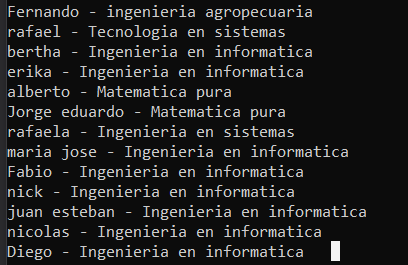 Fernando - ingenieria agropecuaria
rafael - Tecnologia en sistemas
bertha - Ingenieria en informatica
erika - Ingenieria en informatica
alberto - Matematica pura
Jorge eduardo - Matematica pura
rafaela - Ingenieria en sistemas
maria jose - Ingenieria en informatica
Fabio - Ingenieria en informatica
nick - Ingenieria en informatica
juan esteban - Ingenieria en informatica
nicolas - Ingenieria en informatica
Diego - Ingenieria en informatica